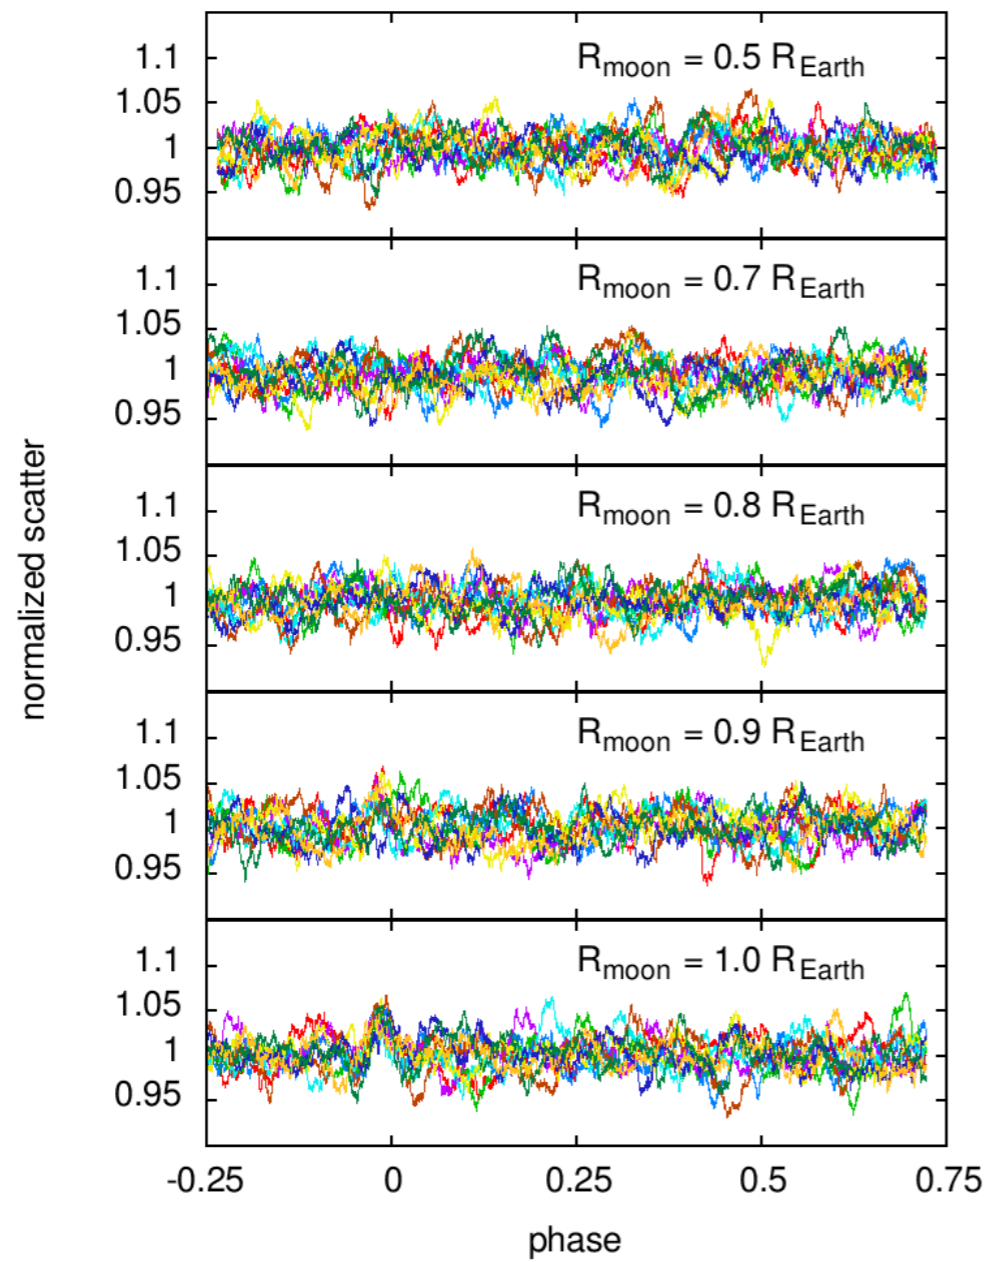 R_moon = 0.5 R_Earth
1.1
1.05
1
0.95
R_moon = 0.7 R_Earth
1.1
1.05
1
0.95
normalized scatter
R_moon = 0.8 R_Earth
1.1
1.05
1
0.95
R_moon = 0.9 R_Earth
1.1
1.05
1
0.95
R_moon = 1.0 R_Earth
1.1
1.05
1
0.95
-0.25 0 0.25 0.5 0.75
phase